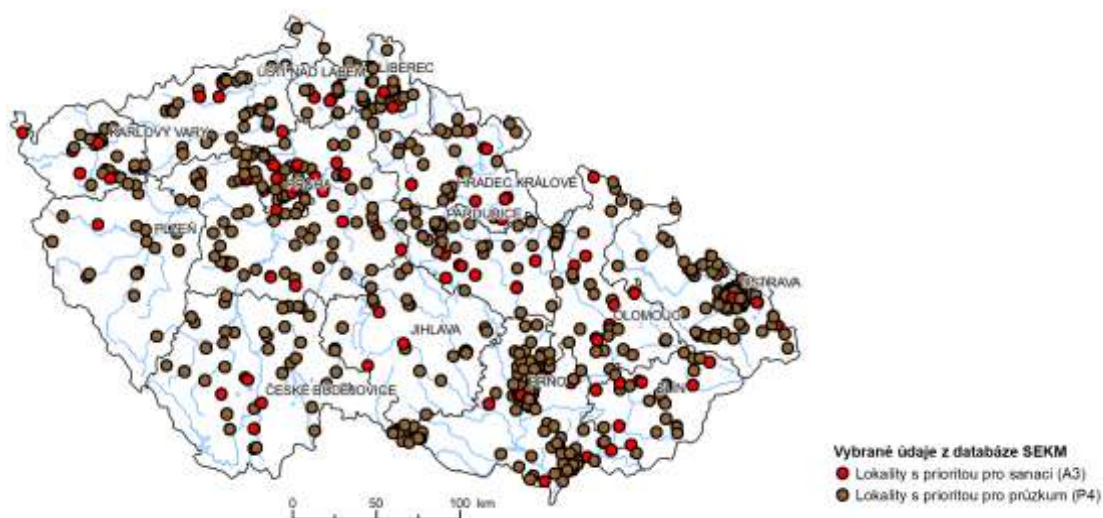 ÚSTÍ NAD LABEM
LIBEREC
KARLOVY VARY
PRAHA
HRADEC KRÁLOVÉ
PARDUBICE
PLZEŇ
OSTRAVA
OLOMOUC
JIHLAVA
BRNO
ZLÍN
ČESKÉ BUDĚJOVICE
Vybrané údaje z databáze SEKM
Lokality s prioritou pro sanaci (A3)
Lokality s prioritou pro průzkum (P4)
0 50 100 km